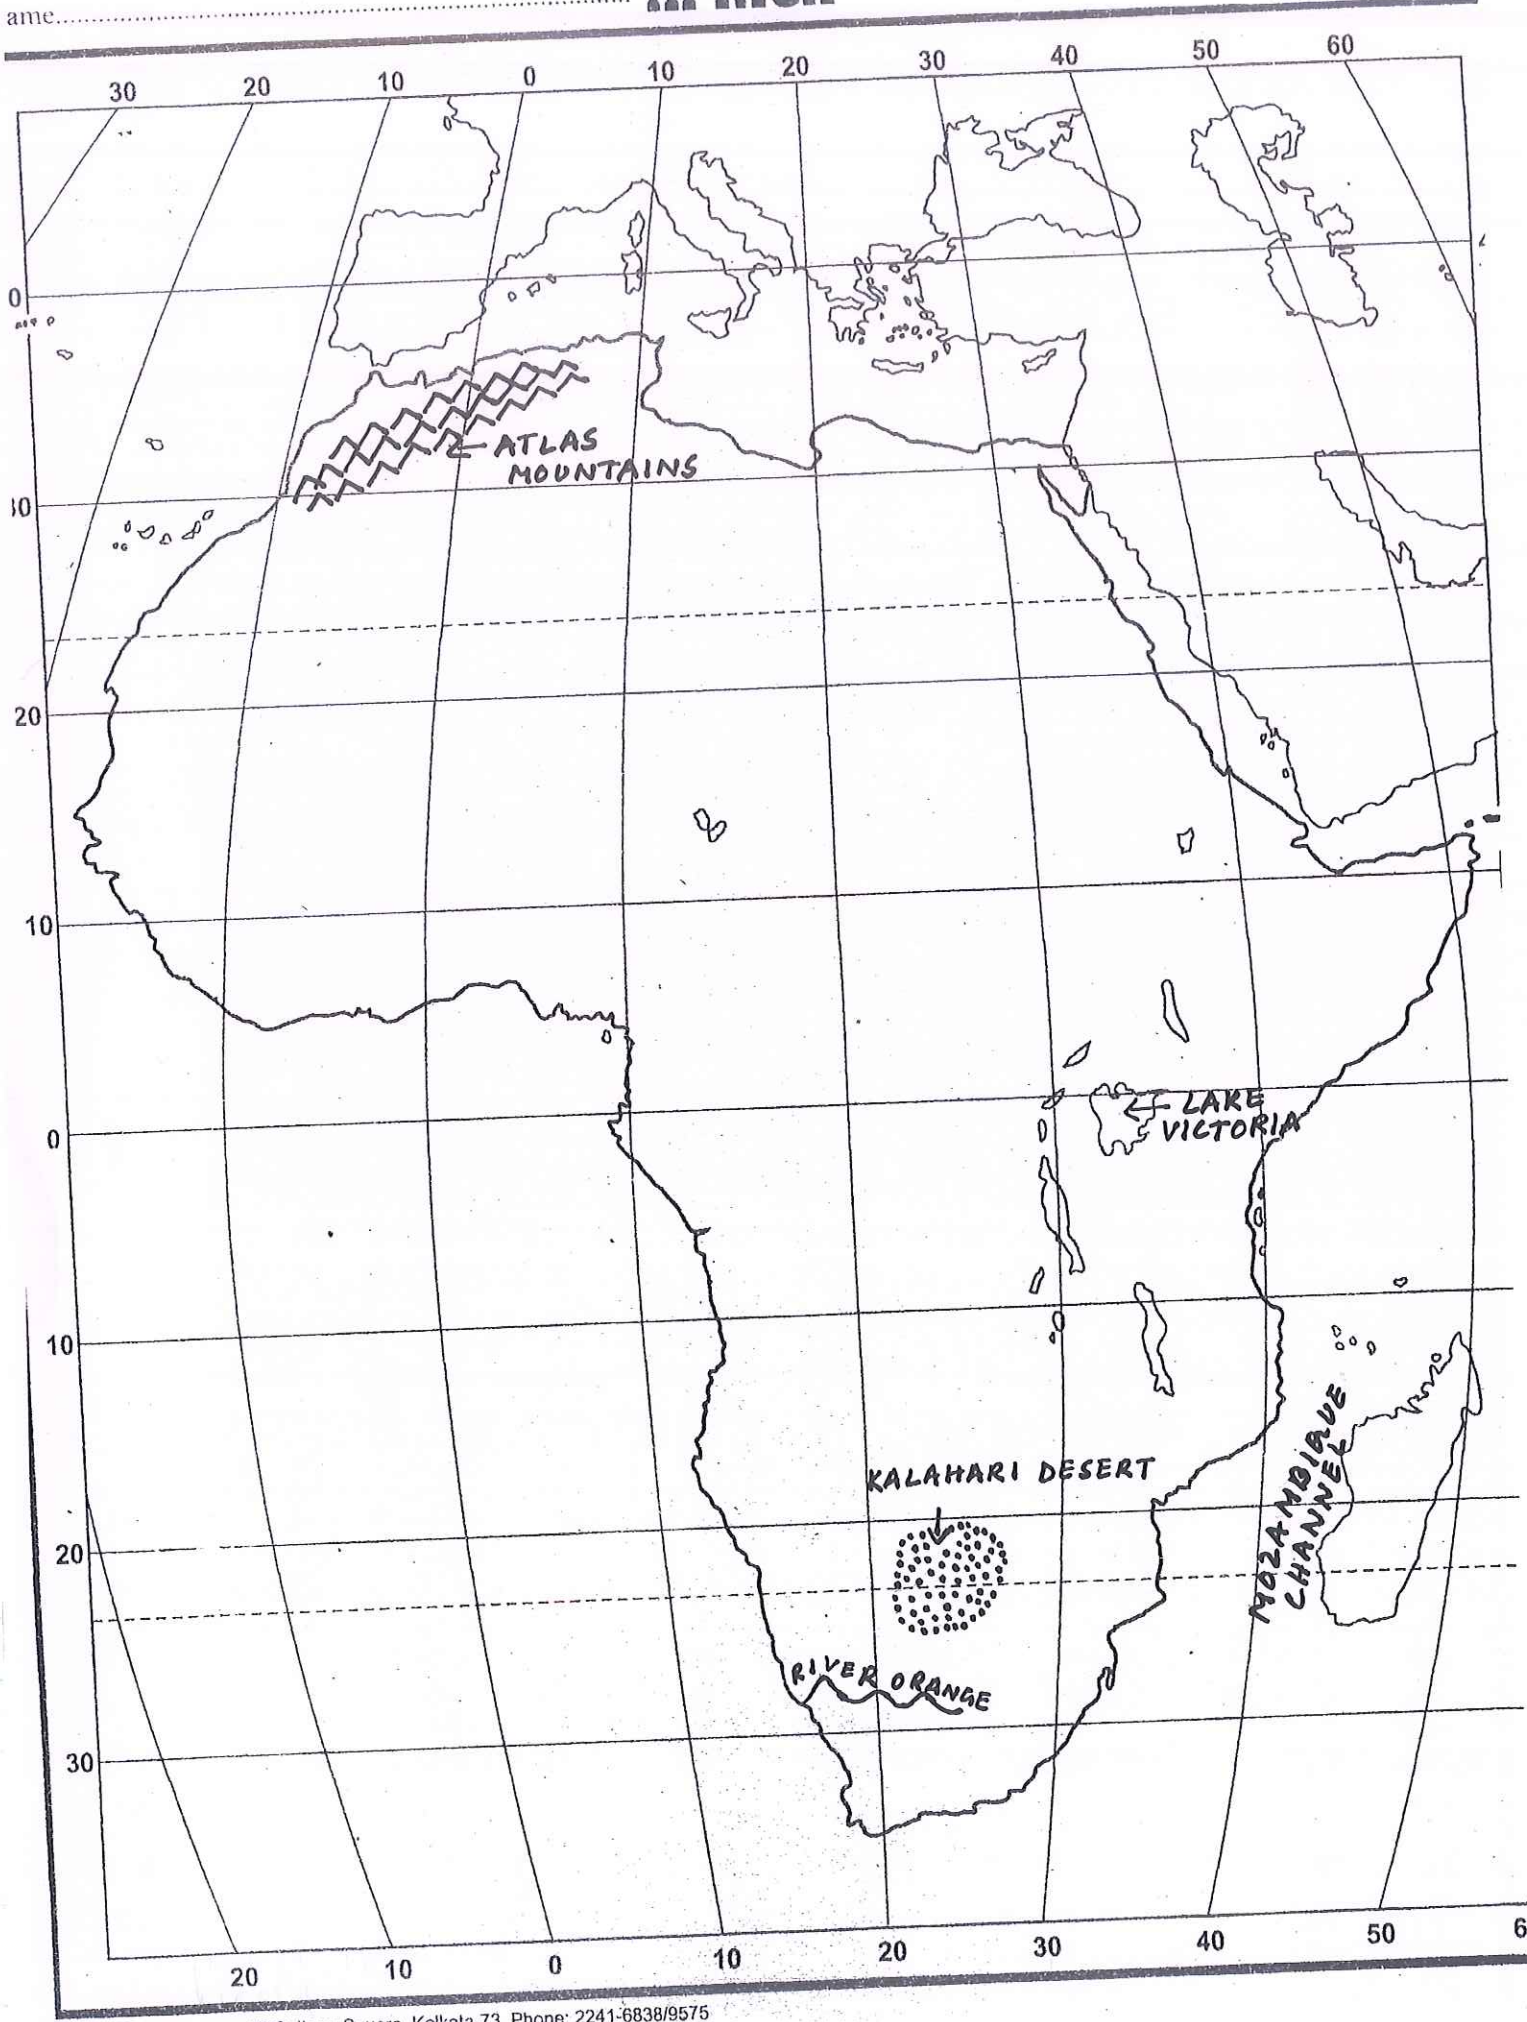 ame
30 20 10 0 10 20 30 40 50 60
0
ATLAS
MOUNTAINS
30
20
10
LAKE
VICTORIA
0
10
MOZAMBIQUE
CHANNEL
KALAHARI DESERT
20
RIVER ORANGE
30
20 10 0 10 20 30 40 50 6
Kolkata-73, Phone: 2241-6838/9575